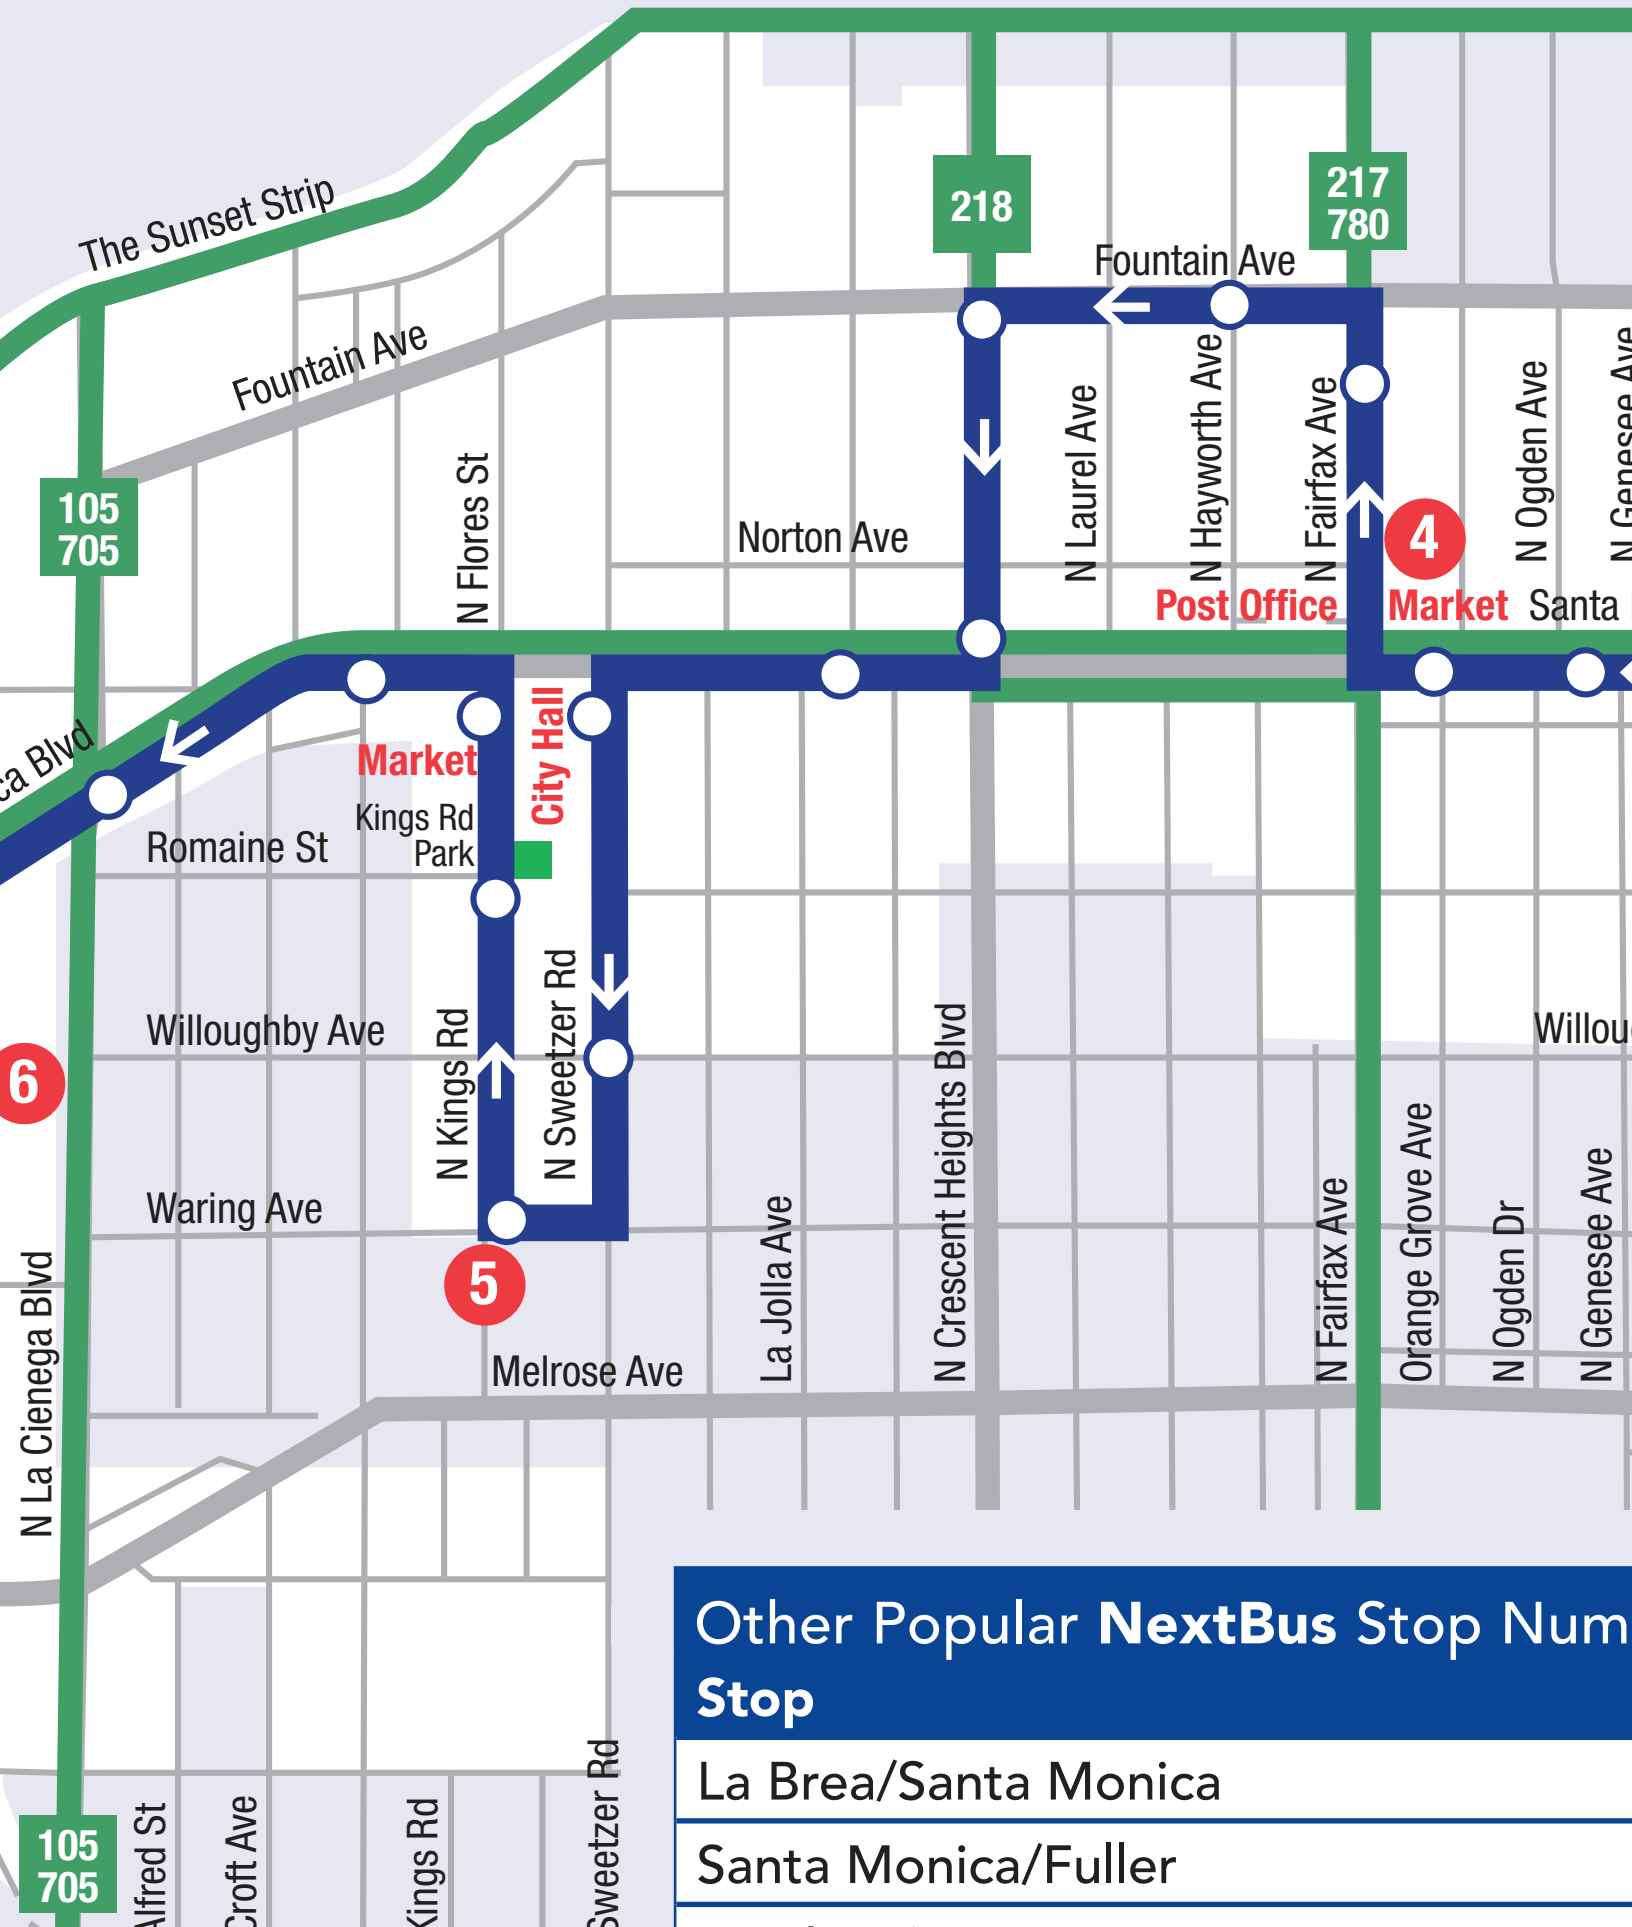 The Sunset Strip
218
217
780
Fountain Ave
Fountain Ave
105
705
N Flores St
Norton Ave
N Laurel Ave
N Hayworth Ave
N Fairfax Ave
4
N Ogden Ave
N Genesee Ave
Post Office
Market
Santa
Blvd
Market
City Hall
Kings Rd
Park
Romaine St
Willoughby Ave
6
N Kings Rd
N Sweetzer Rd
N Crescent Heights Blvd
Waring Ave
5
La Jolla Ave
N Fairfax Ave
Orange Grove Ave
N Ogden Dr
N Genesee Ave
Melrose Ave
N La Cienega Blvd
Other Popular NextBus Stop
Stop
La Brea/Santa Monica
Santa Monica/Fuller
105
705
Alfred St
Croft Ave
Kings Rd
Sweetzer Rd